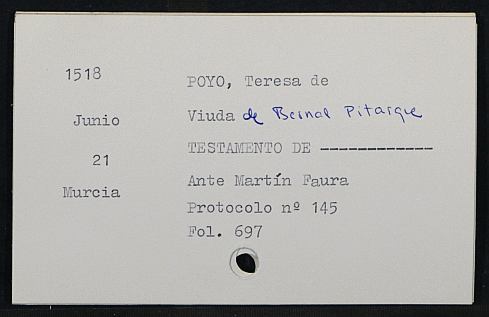 1518
Junio
21
Murcia
POYO, Teresa de
Viuda de Bernal Pitarque
TESTAMENTO DE ------------
Ante Martín Faura
Protocolo nº 145
Fol. 697